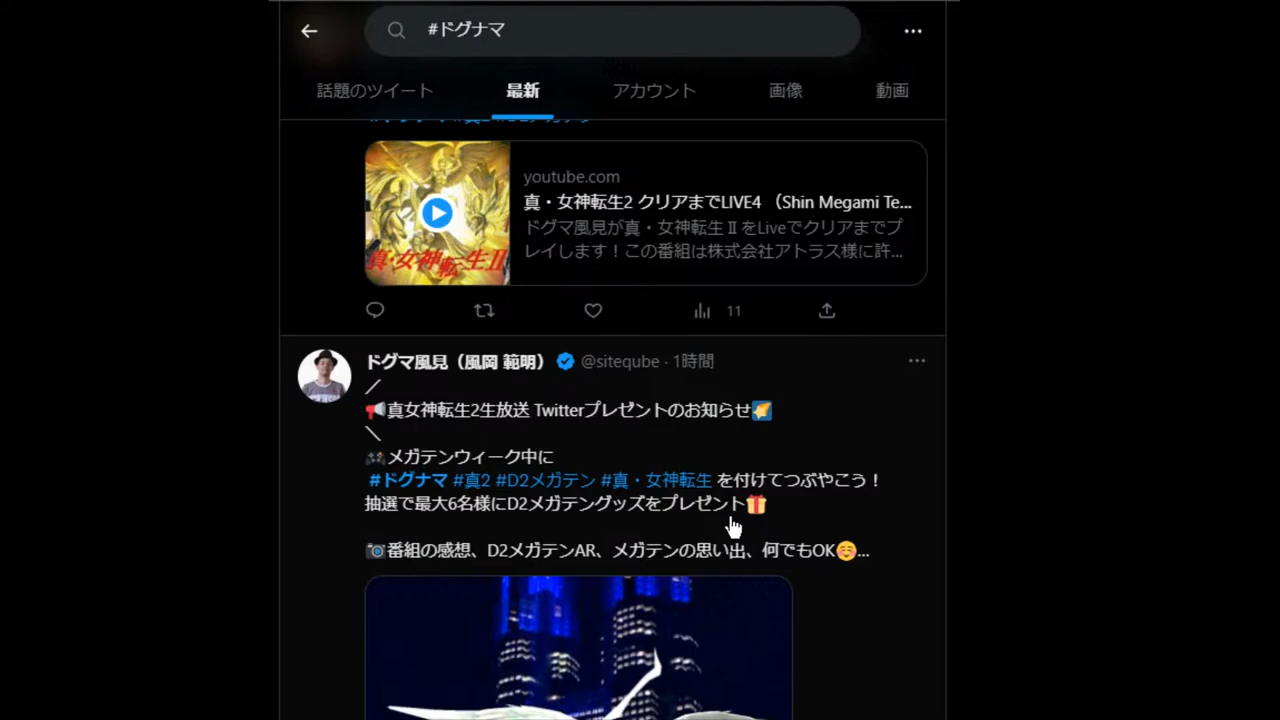 #ドグナマ
話題のツイート 最新 アカウント 画像 動画
youtube.com
真・女神転生2 クリアまでLIVE4 （Shin Megami Te...
ドグマ風見が真・女神転生ⅡをLiveでクリアまでプ
レイします！この番組は株式会社アトラス様に許...
真・女神転生II
11
ドグマ風見（風岡 範明） @siteqube · 1時間
／
📢真女神転生2生放送 Twitterプレゼントのお知らせ🌠
＼
🎮メガテンウィーク中に
#ドグナマ #真2 #D2メガテン #真・女神転生 を付けてつぶやこう！
抽選で最大6名様にD2メガテングッズをプレゼント🎁
📷番組の感想、D2メガテンAR、メガテンの思い出、何でもOK☺️...